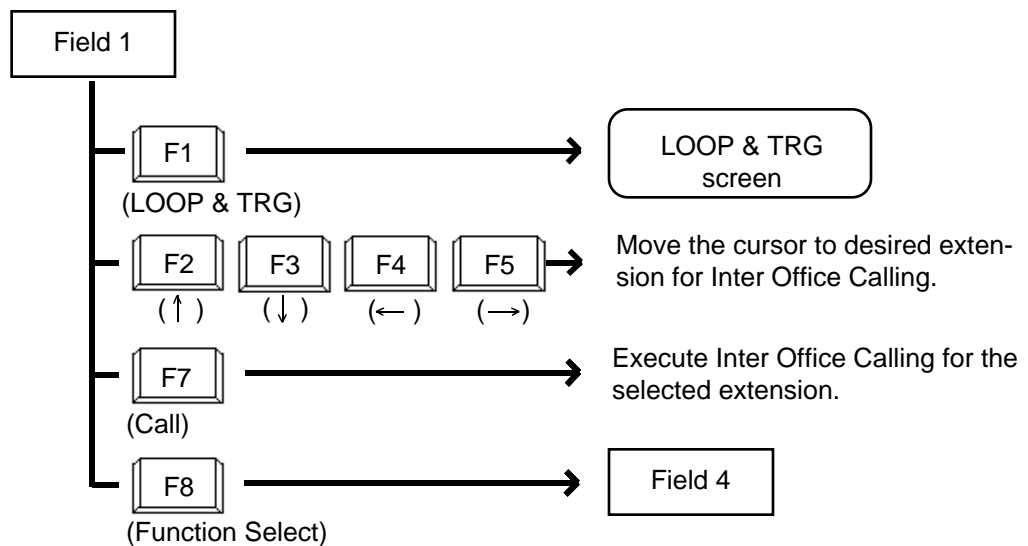 Field 1
F1
LOOP & TRG
screen
(LOOP & TRG)
F2 F3 F4 F5
Move the cursor to desired exten-
sion for Inter Office Calling.
(↑) (↓) (←) (→)
F7
Execute Inter Office Calling for the
selected extension.
(Call)
F8
Field 4
(Function Select)